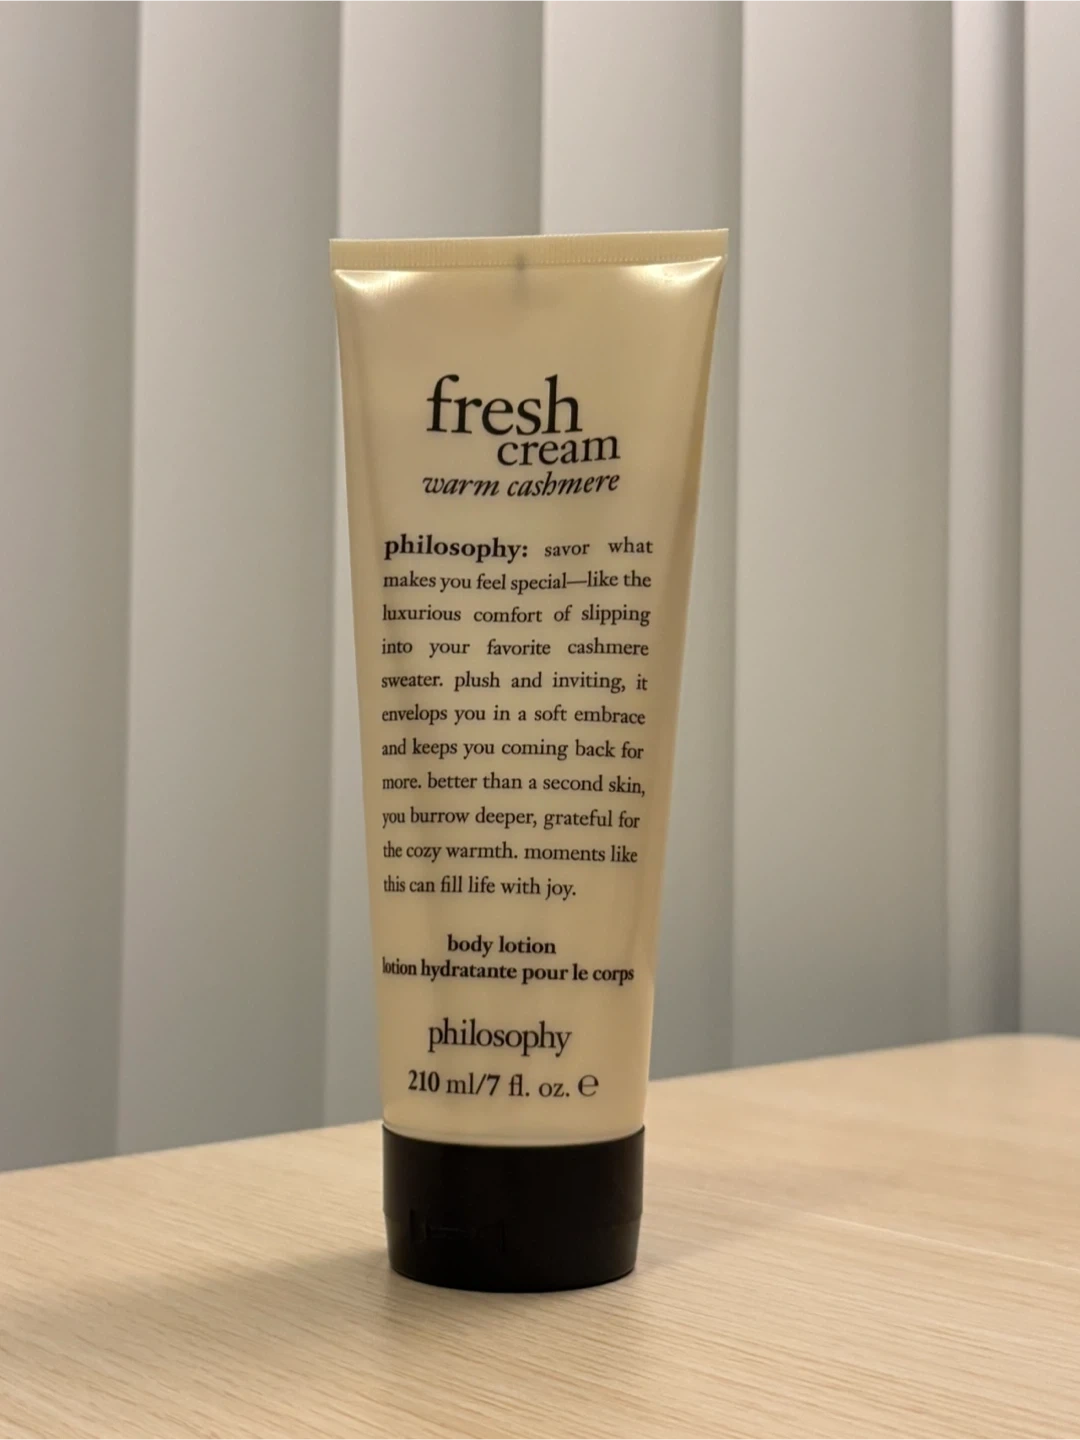 fresh
cream
warm cashmere
philosophy: savor what
makes you feel special—like the
luxurious comfort of slipping
into your favorite cashmere
sweater. plush and inviting, it
envelops you in a soft embrace
and keeps you coming back for
more. better than a second skin,
you burrow deeper, grateful for
the cozy warmth. moments like
this can fill life with joy.
body lotion
lotion hydratante pour le corps
philosophy
210 ml/7 fl. oz. ℮